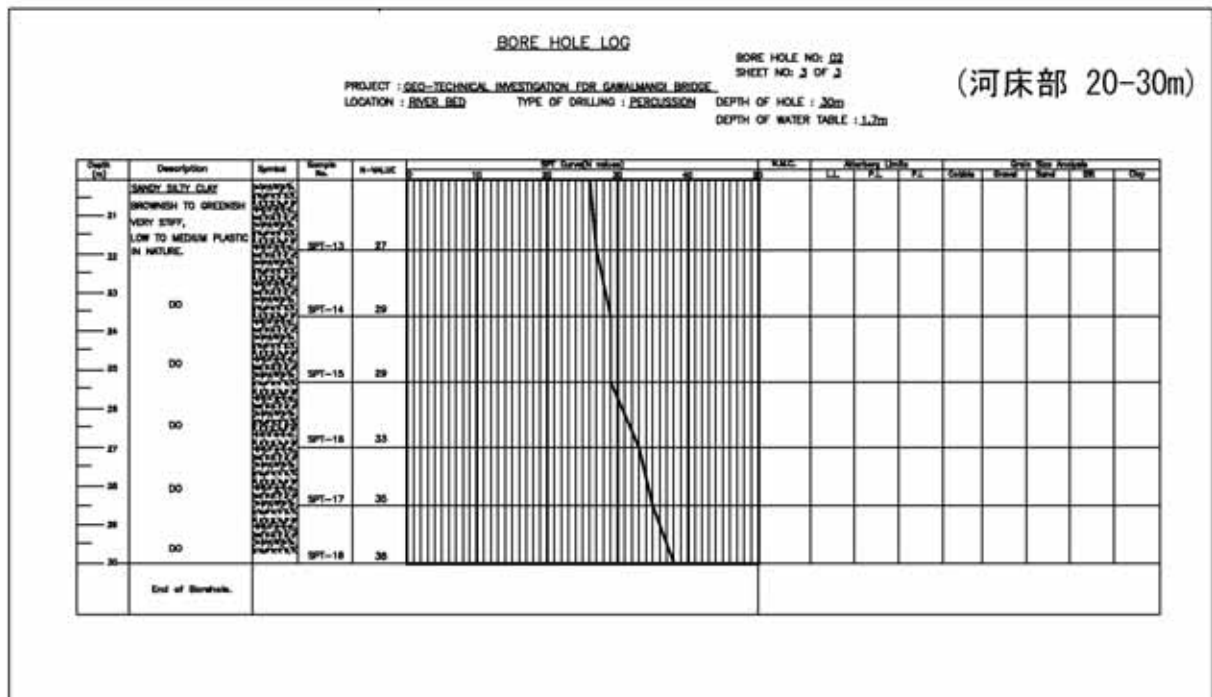 BORE HOLE LOG
BORE HOLE NO: 02
SHEET NO: 3 OF 3
(河床部 20-30m)
PROJECT : GEO-TECHNICAL INVESTIGATION FOR GAWALMANDI BRIDGE
LOCATION : RIVER BED TYPE OF DRILLING : PERCUSSION DEPTH OF HOLE : 30m
DEPTH OF WATER TABLE : 1.7m
Depth (m) Description Symbol Sample No. N-VALUE SPT Curve(N values) N.M.C. Atterberg Limits Grain Size Analysis
0 10 20 30 40 50 L.L. P.L. P.I. Cobble Gravel Sand Silt Clay
SANDY SILTY CLAY
BROWNISH TO GREENISH
21
VERY STIFF,
LOW TO MEDIUM PLASTIC
SPT-13 27
IN NATURE.
22
23
DO
SPT-14 29
24
DO
25
SPT-15 29
26
DO
SPT-16 33
27
28
DO
SPT-17 35
29
DO
SPT-18 38
30
End of Borehole.